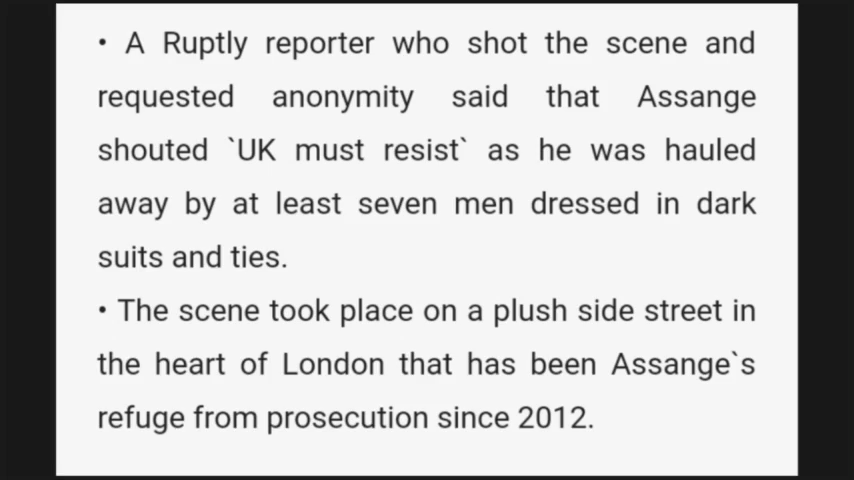 • A Ruptly reporter who shot the scene and
requested anonymity said that Assange
shouted `UK must resist` as he was hauled
away by at least seven men dressed in dark
suits and ties.
• The scene took place on a plush side street in
the heart of London that has been Assange`s
refuge from prosecution since 2012.